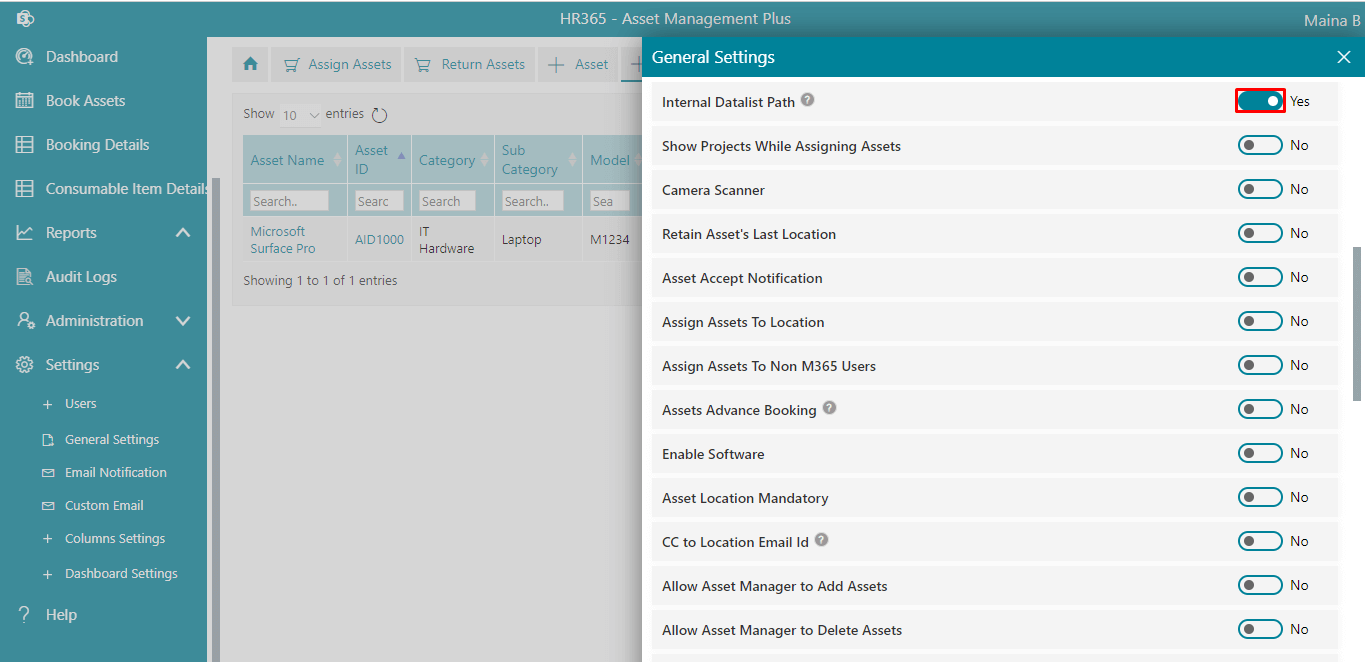 HR365 - Asset Management Plus
Maina B
Dashboard
Book Assets
Booking Details
Consumable Item Details
Reports
Audit Logs
Administration
Settings
+ Users
General Settings
Email Notification
Custom Email
+ Columns Settings
+ Dashboard Settings
? Help
Assign Assets
Return Assets
+ Asset
Show 10 entries
Asset Name
Asset ID
Category
Sub Category
Model
Search..
Searc
Search
Search..
Sea
Microsoft Surface Pro
AID1000
IT Hardware
Laptop
M1234
Showing 1 to 1 of 1 entries
General Settings
Internal Datalist Path ? Yes
Show Projects While Assigning Assets No
Camera Scanner No
Retain Asset's Last Location No
Asset Accept Notification No
Assign Assets To Location No
Assign Assets To Non M365 Users No
Assets Advance Booking ? No
Enable Software No
Asset Location Mandatory No
CC to Location Email Id ? No
Allow Asset Manager to Add Assets No
Allow Asset Manager to Delete Assets No